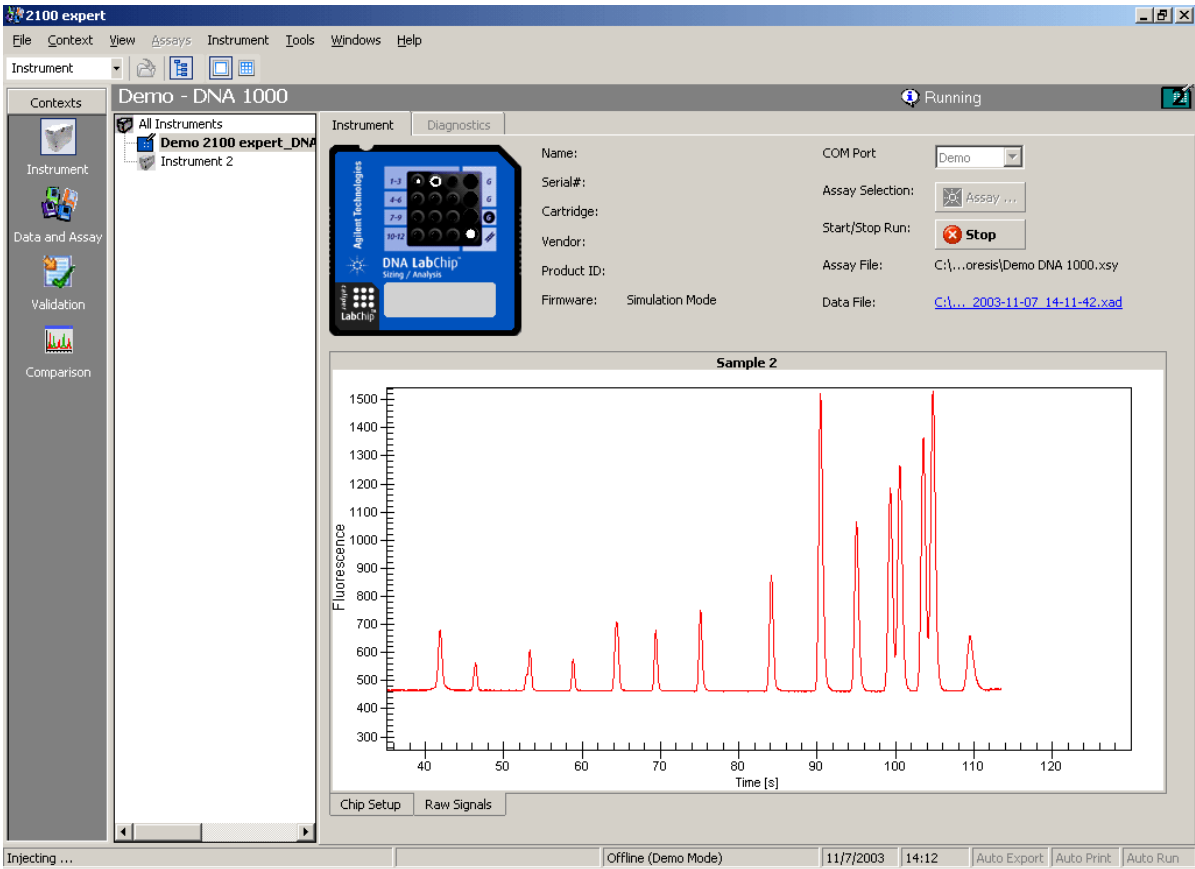 2100 expert
File Context View Assays Instrument Tools Windows Help
Instrument
Contexts
Instrument
Data and Assay
Validation
Comparison
Demo - DNA 1000
Running
All Instruments
Demo 2100 expert_DNA
Instrument 2
Instrument Diagnostics
Agilent Technologies
1-3 G
4-6 G
7-9 G
10-12
DNA LabChip
Sizing / Analysis
caliper
LabChip
Name:
Serial#:
Cartridge:
Vendor:
Product ID:
Firmware: Simulation Mode
COM Port Demo
Assay Selection: Assay ...
Start/Stop Run: Stop
Assay File: C:\...oresis\Demo DNA 1000.xsy
Data File: C:\... 2003-11-07 14-11-42.xad
Sample 2
1500
1400
1300
1200
1100
1000
900
800
700
600
500
400
300
Fluorescence
40 50 60 70 80 90 100 110 120
Time [s]
Chip Setup Raw Signals
Injecting ... Offline (Demo Mode) 11/7/2003 14:12 Auto Export Auto Print Auto Run